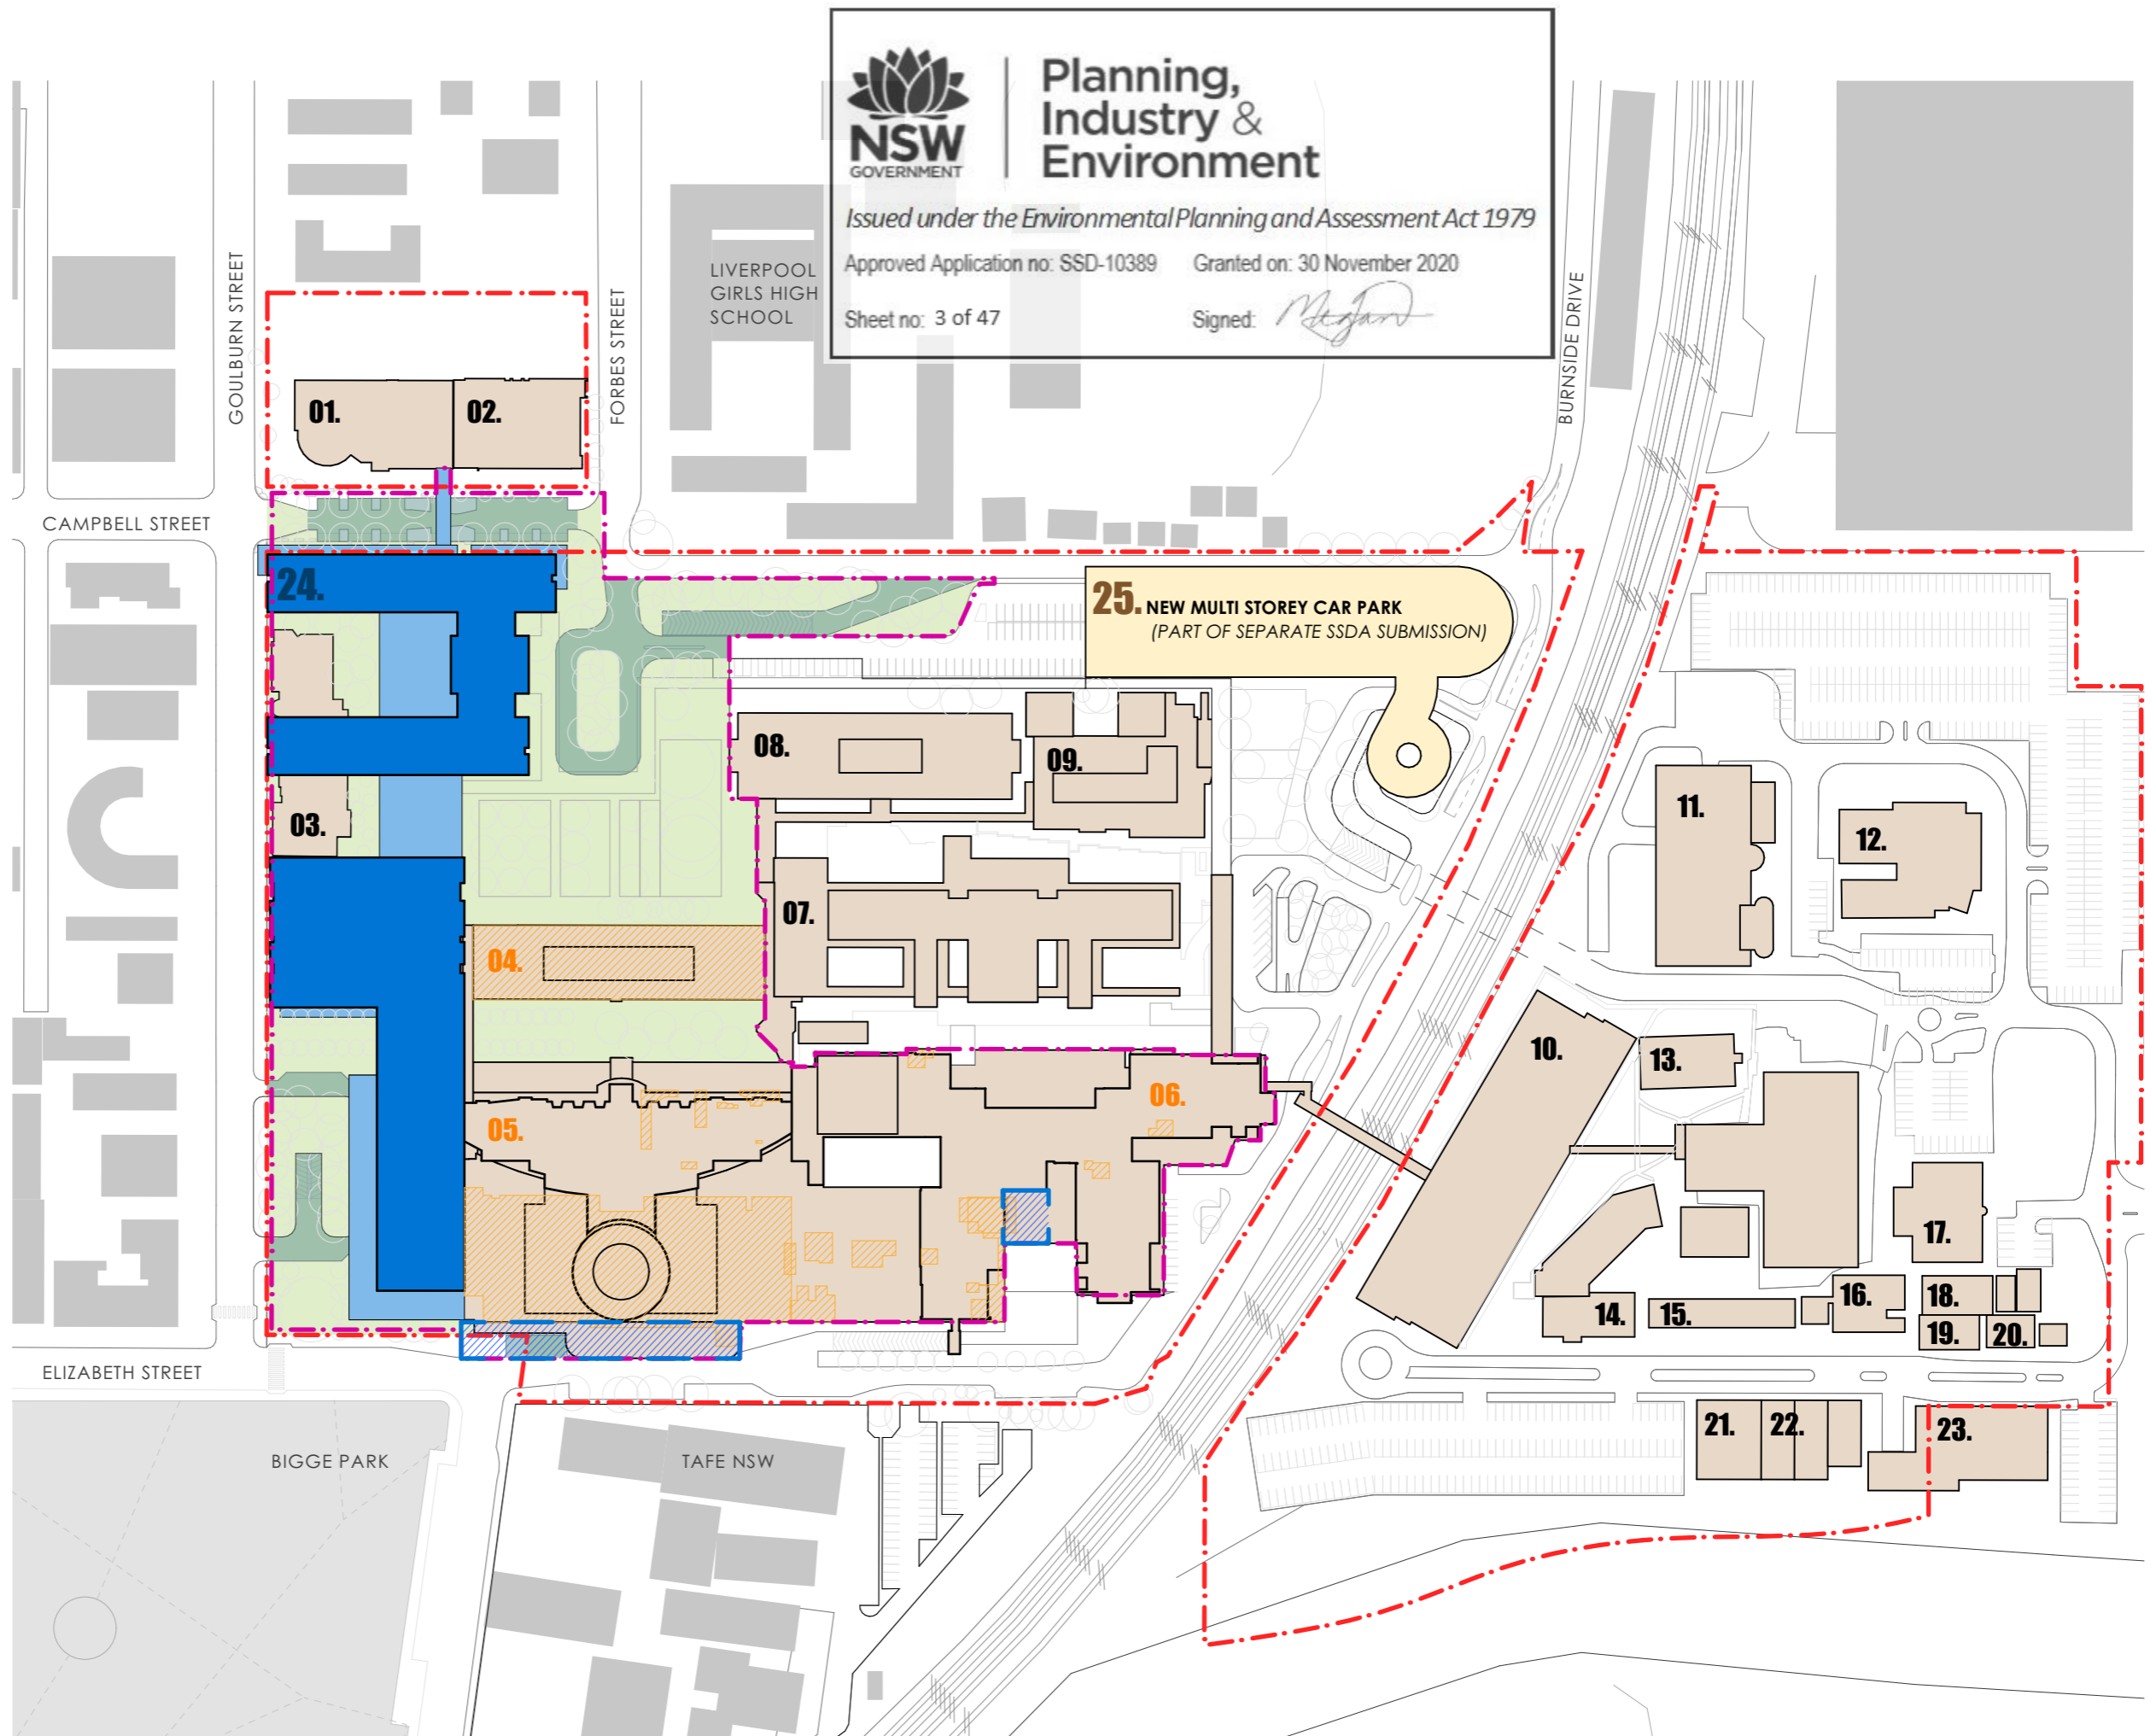 Planning,
Industry &
Environment
NSW
GOVERNMENT
Issued under the Environmental Planning and Assessment Act 1979
Approved Application no: SSD-10389 Granted on: 30 November 2020
Sheet no: 3 of 47 Signed:
GOULBURN STREET
FORBES STREET
LIVERPOOL
GIRLS HIGH
SCHOOL
BURNSIDE DRIVE
01.
02.
CAMPBELL STREET
24.
25. NEW MULTI STOREY CAR PARK
(PART OF SEPARATE SSDA SUBMISSION)
08.
09.
03.
11.
12.
07.
04.
10.
13.
06.
05.
17.
14.
15.
16.
18.
19.
20.
ELIZABETH STREET
21.
22.
23.
BIGGE PARK
TAFE NSW